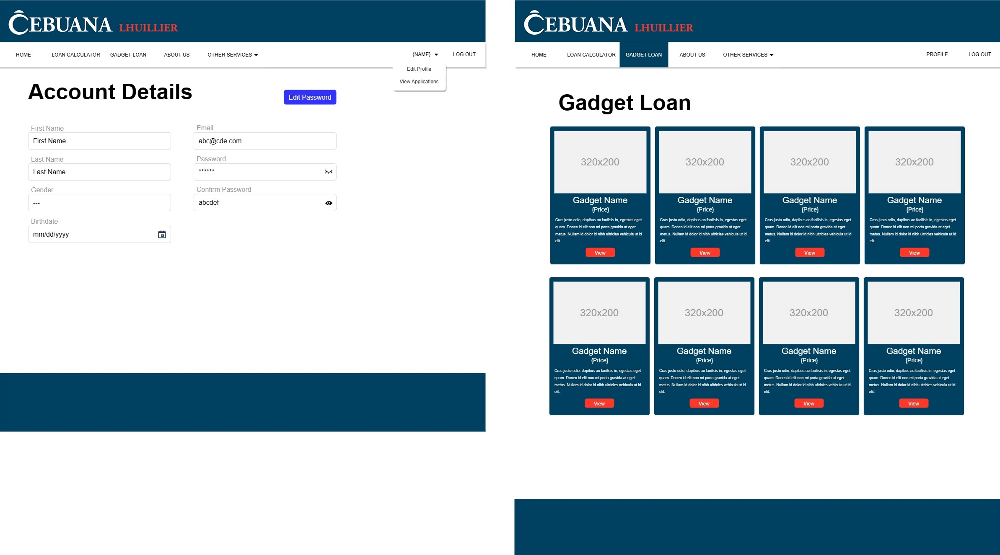 ĈEBUANA LHUILLIER
HOME LOAN CALCULATOR GADGET LOAN ABOUT US OTHER SERVICES {NAME} LOG OUT
Edit Profile
View Applications
Account Details
Edit Password
First Name
First Name
Last Name
Last Name
Gender
---
Birthdate
mm/dd/yyyy
Email
abc@cde.com
Password
******
Confirm Password
abcdef
ĈEBUANA LHUILLIER
HOME LOAN CALCULATOR GADGET LOAN ABOUT US OTHER SERVICES PROFILE LOG OUT
Gadget Loan
320x200
Gadget Name
{Price}
Cras justo odio, dapibus ac facilisis in, egestas eget
quam. Donec id elit non mi porta gravida at eget
metus. Nullam id dolor id nibh ultricies vehicula ut id
elit.
View
320x200
Gadget Name
{Price}
Cras justo odio, dapibus ac facilisis in, egestas eget
quam. Donec id elit non mi porta gravida at eget
metus. Nullam id dolor id nibh ultricies vehicula ut id
elit.
View
320x200
Gadget Name
{Price}
Cras justo odio, dapibus ac facilisis in, egestas eget
quam. Donec id elit non mi porta gravida at eget
metus. Nullam id dolor id nibh ultricies vehicula ut id
elit.
View
320x200
Gadget Name
{Price}
Cras justo odio, dapibus ac facilisis in, egestas eget
quam. Donec id elit non mi porta gravida at eget
metus. Nullam id dolor id nibh ultricies vehicula ut id
elit.
View
320x200
Gadget Name
{Price}
Cras justo odio, dapibus ac facilisis in, egestas eget
quam. Donec id elit non mi porta gravida at eget
metus. Nullam id dolor id nibh ultricies vehicula ut id
elit.
View
320x200
Gadget Name
{Price}
Cras justo odio, dapibus ac facilisis in, egestas eget
quam. Donec id elit non mi porta gravida at eget
metus. Nullam id dolor id nibh ultricies vehicula ut id
elit.
View
320x200
Gadget Name
{Price}
Cras justo odio, dapibus ac facilisis in, egestas eget
quam. Donec id elit non mi porta gravida at eget
metus. Nullam id dolor id nibh ultricies vehicula ut id
elit.
View
320x200
Gadget Name
{Price}
Cras justo odio, dapibus ac facilisis in, egestas eget
quam. Donec id elit non mi porta gravida at eget
metus. Nullam id dolor id nibh ultricies vehicula ut id
elit.
View